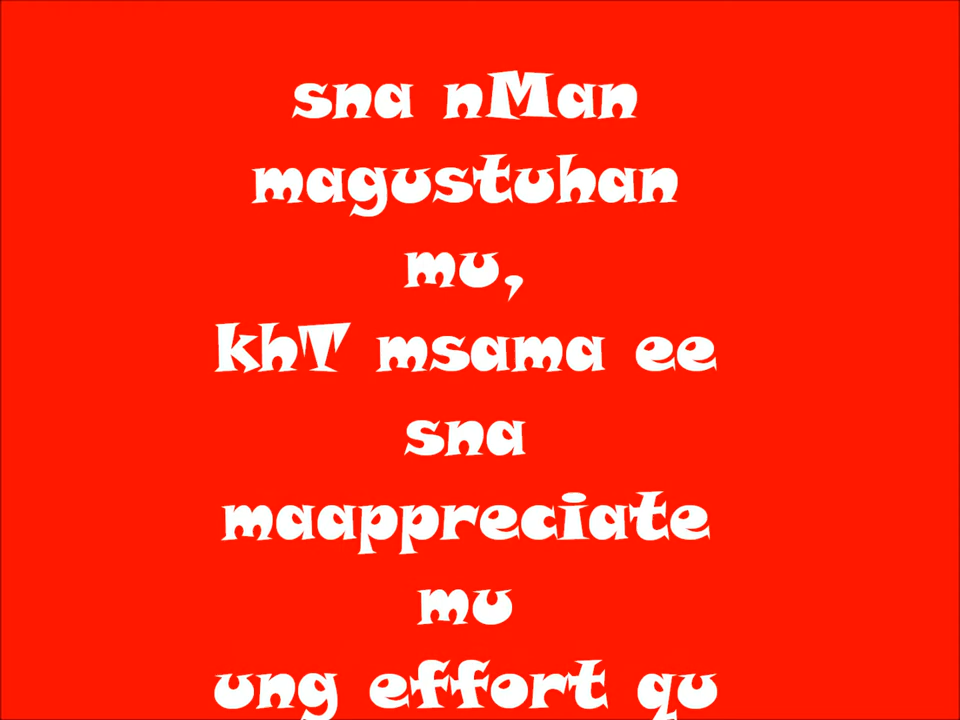 sna nMan
magustuhan
mu,
khT msama ee
sna
maappreciate
mu
ung effort qu